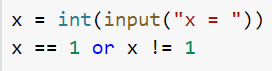 x = int(input("x = "))
x == 1 or x != 1